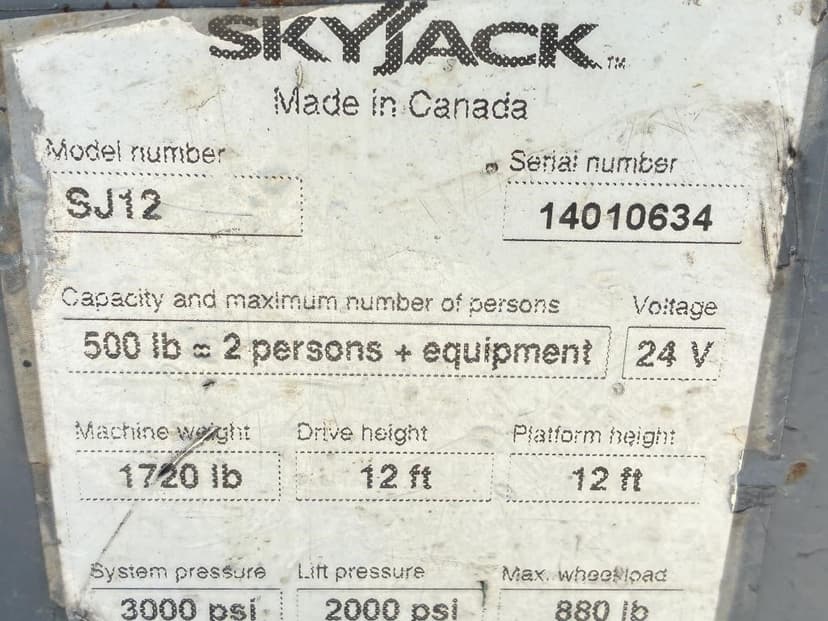 SKYJACK™
Made in Canada
Model number Serial number
SJ12 14010634
Capacity and maximum number of persons Voltage
500 lb = 2 persons + equipment 24 V
Machine weight Drive height Platform height
1720 lb 12 ft 12 ft
System pressure Lift pressure Max. wheel load
3000 psi 2000 psi 880 lb